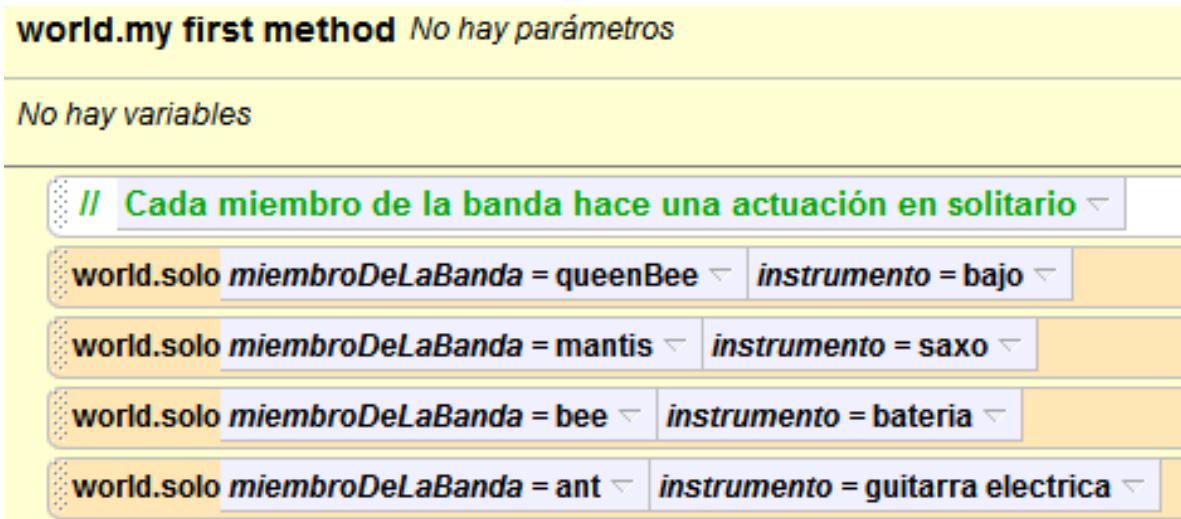 world.my first method No hay parámetros
No hay variables
// Cada miembro de la banda hace una actuación en solitario
world.solo miembroDeLaBanda = queenBee instrumento = bajo
world.solo miembroDeLaBanda = mantis instrumento = saxo
world.solo miembroDeLaBanda = bee instrumento = bateria
world.solo miembroDeLaBanda = ant instrumento = guitarra electrica